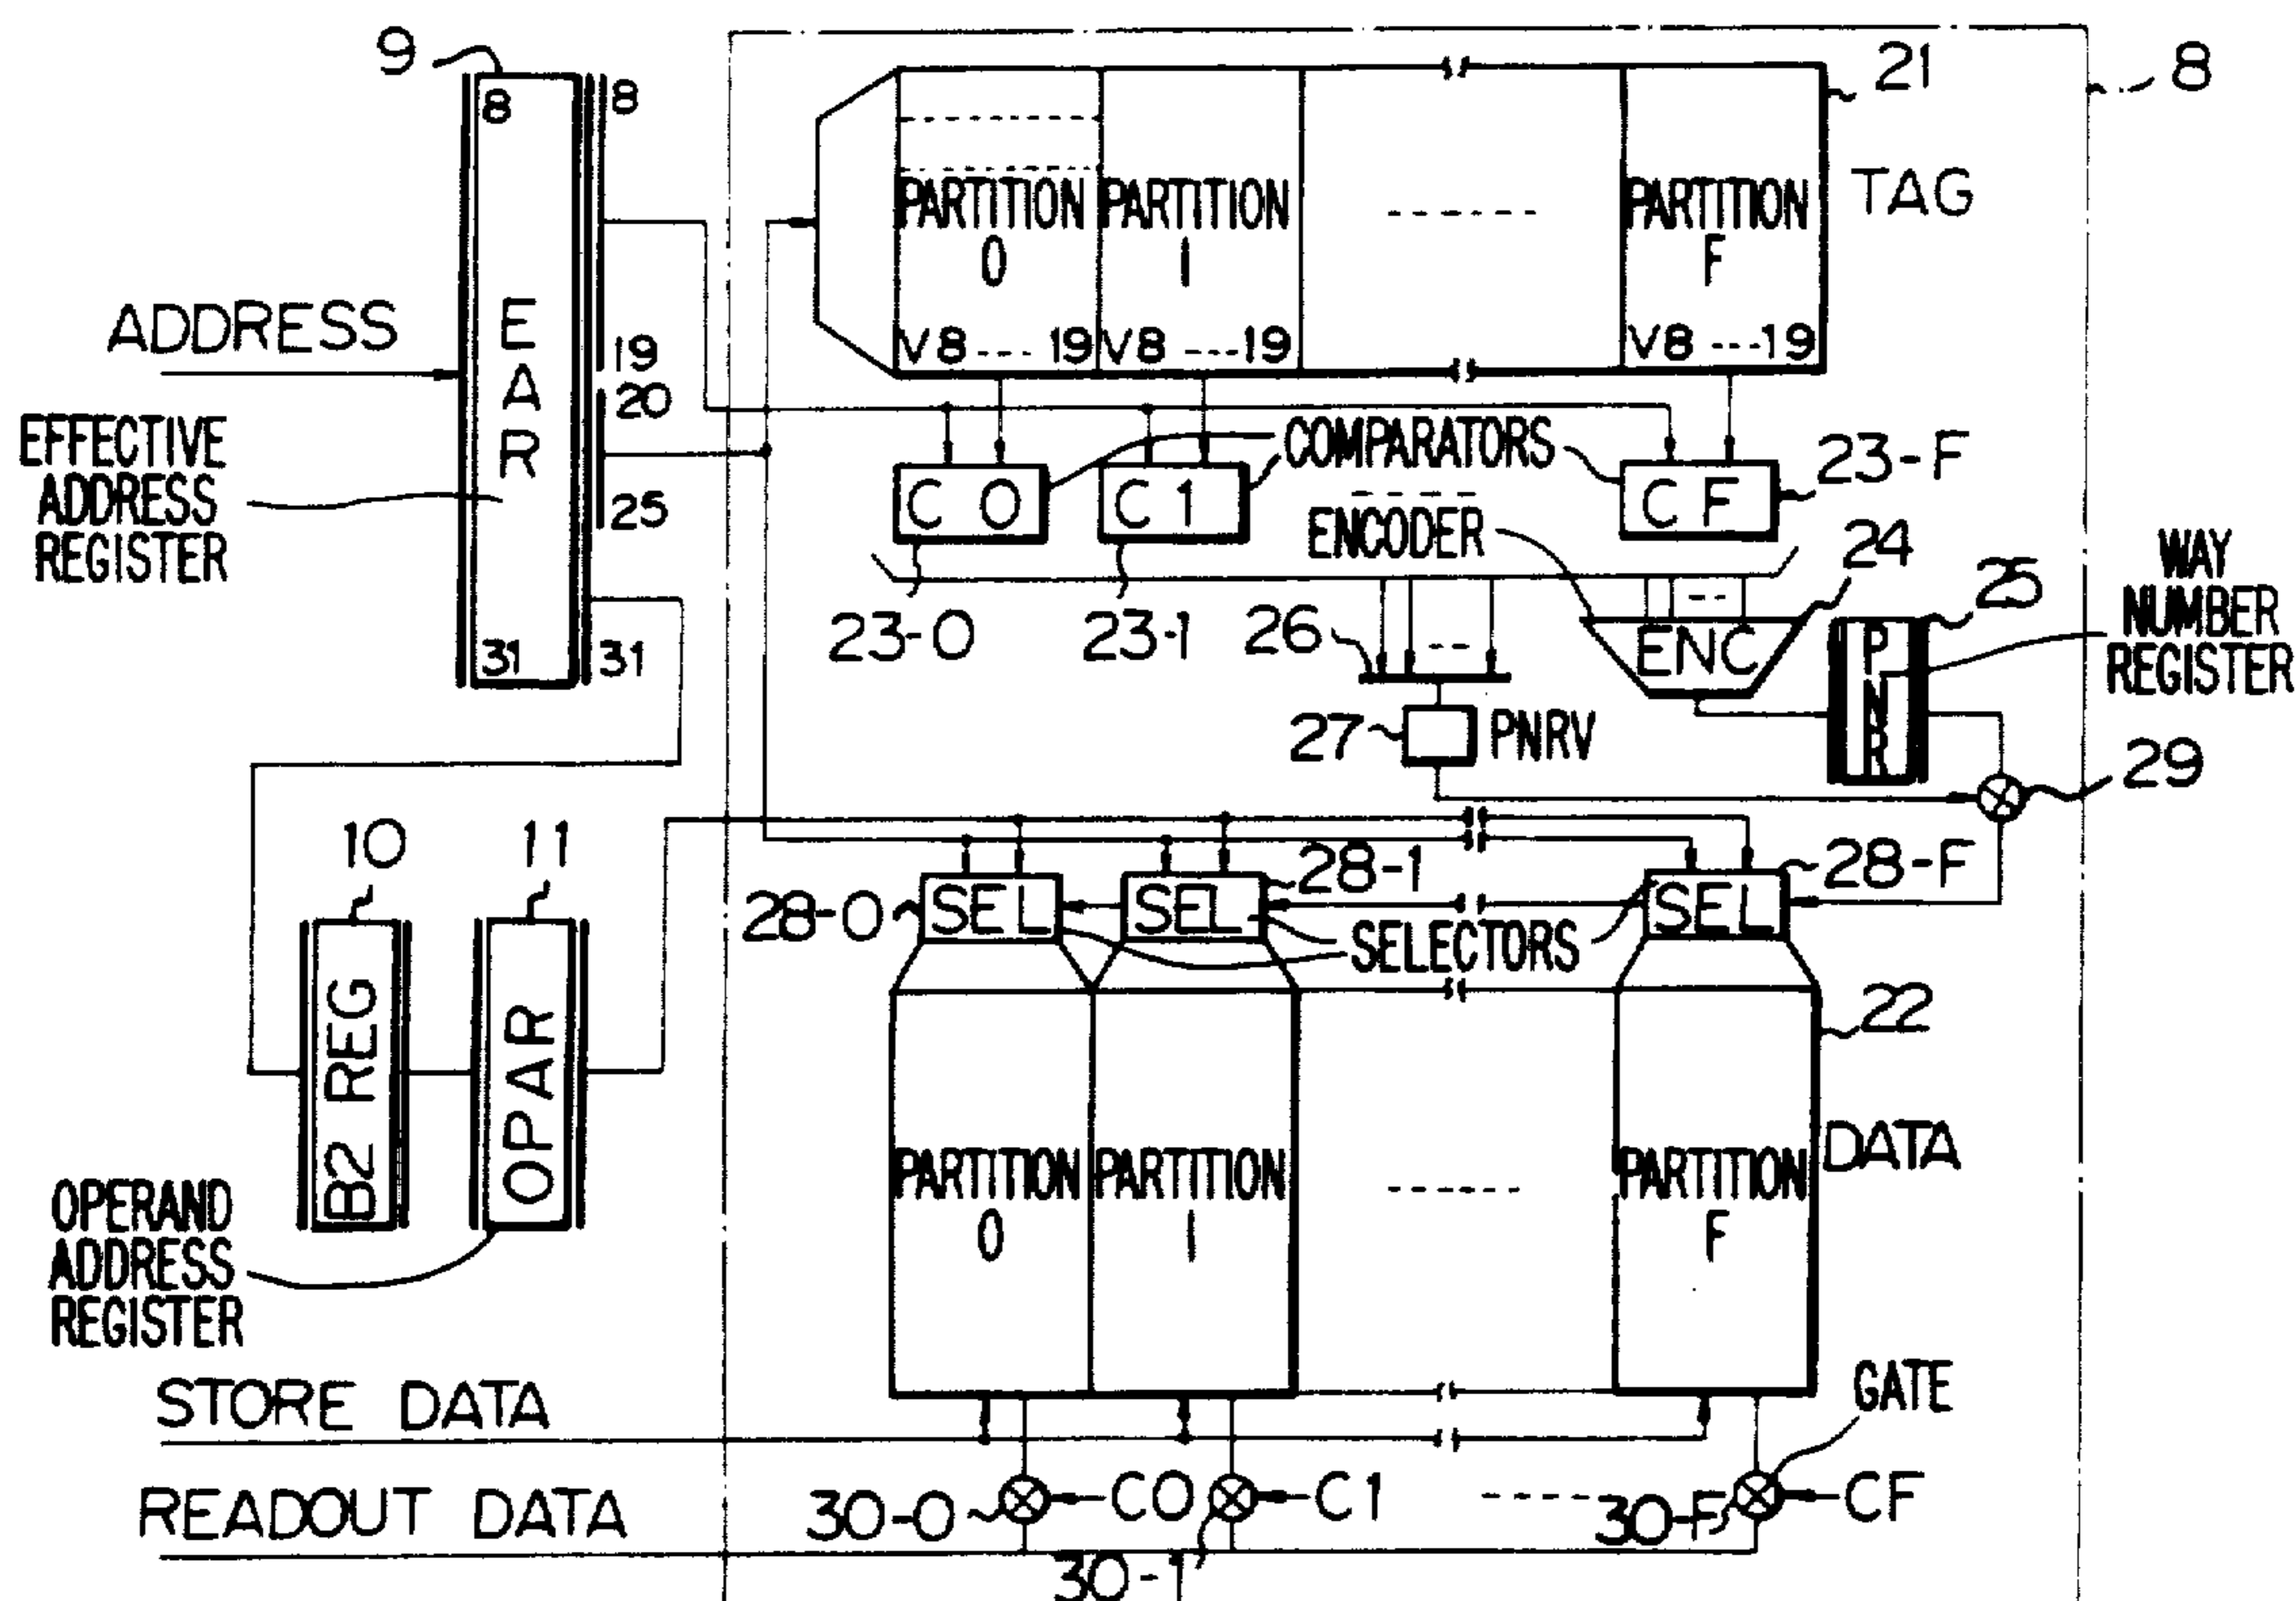 9
8
8
21
8
TAG
PARTITION
0
PARTITION
1
PARTITION
F
V8 ---- 19
V8 ---19
V8 ---19
EAR
ADDRESS
19
20
25
31
31
EFFECTIVE
ADDRESS
REGISTER
COMPARATORS
C 0
C 1
C F
23-F
23-0
23-1
ENCODER
24
ENC
25
PNR
WAY
NUMBER
REGISTER
26
27
PNRV
29
10
11
28-0
SEL
28-1
SEL
28-F
SEL
SELECTORS
B2 REG
OPAR
22
DATA
PARTITION
0
PARTITION
1
PARTITION
F
OPERAND
ADDRESS
REGISTER
GATE
STORE DATA
READOUT DATA
30-0
C0
30-1
C1
30-F
CF